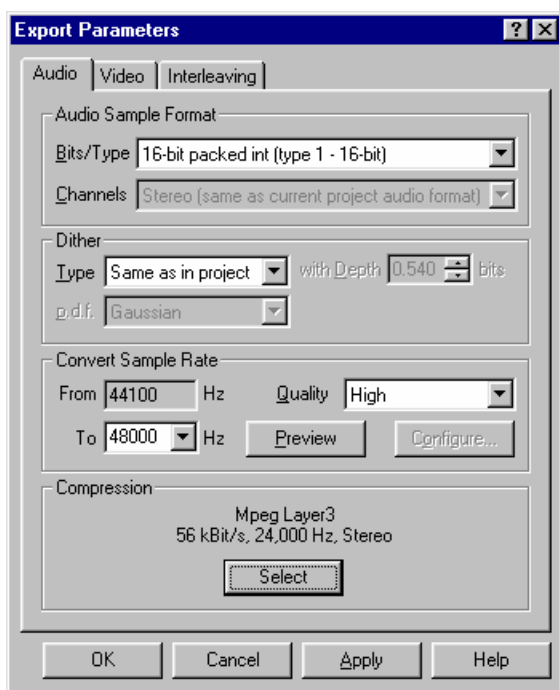 Export Parameters
Audio Video Interleaving
Audio Sample Format
Bits/Type 16-bit packed int (type 1 - 16-bit)
Channels Stereo (same as current project audio format)
Dither
Type Same as in project with Depth 0.540 bits
p.d.f. Gaussian
Convert Sample Rate
From 44100 Hz Quality High
To 48000 Hz Preview Configure...
Compression
Mpeg Layer3
56 kBit/s, 24,000 Hz, Stereo
Select
OK Cancel Apply Help